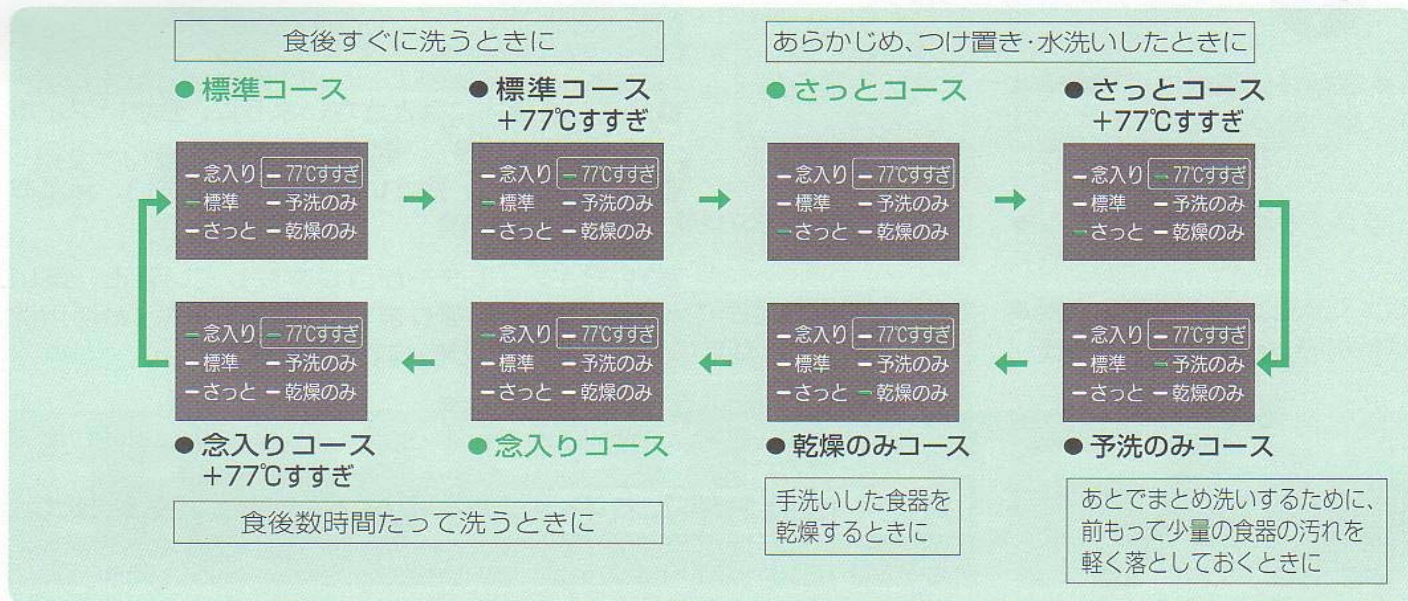 食後すぐに洗うときに
あらかじめ、つけ置き・水洗いしたときに
●標準コース
●標準コース
+77℃すすぎ
●さっとコース
●さっとコース
+77℃すすぎ
念入り 77℃すすぎ
標準 予洗のみ
さっと 乾燥のみ
念入り 77℃すすぎ
標準 予洗のみ
さっと 乾燥のみ
念入り 77℃すすぎ
標準 予洗のみ
さっと 乾燥のみ
念入り 77℃すすぎ
標準 予洗のみ
さっと 乾燥のみ
念入り 77℃すすぎ
標準 予洗のみ
さっと 乾燥のみ
念入り 77℃すすぎ
標準 予洗のみ
さっと 乾燥のみ
念入り 77℃すすぎ
標準 予洗のみ
さっと 乾燥のみ
念入り 77℃すすぎ
標準 予洗のみ
さっと 乾燥のみ
●念入りコース
+77℃すすぎ
●念入りコース
●乾燥のみコース
●予洗のみコース
食後数時間たって洗うときに
手洗いした食器を
乾燥するときに
あとでまとめ洗いするために、
前もって少量の食器の汚れを
軽く落としておくときに